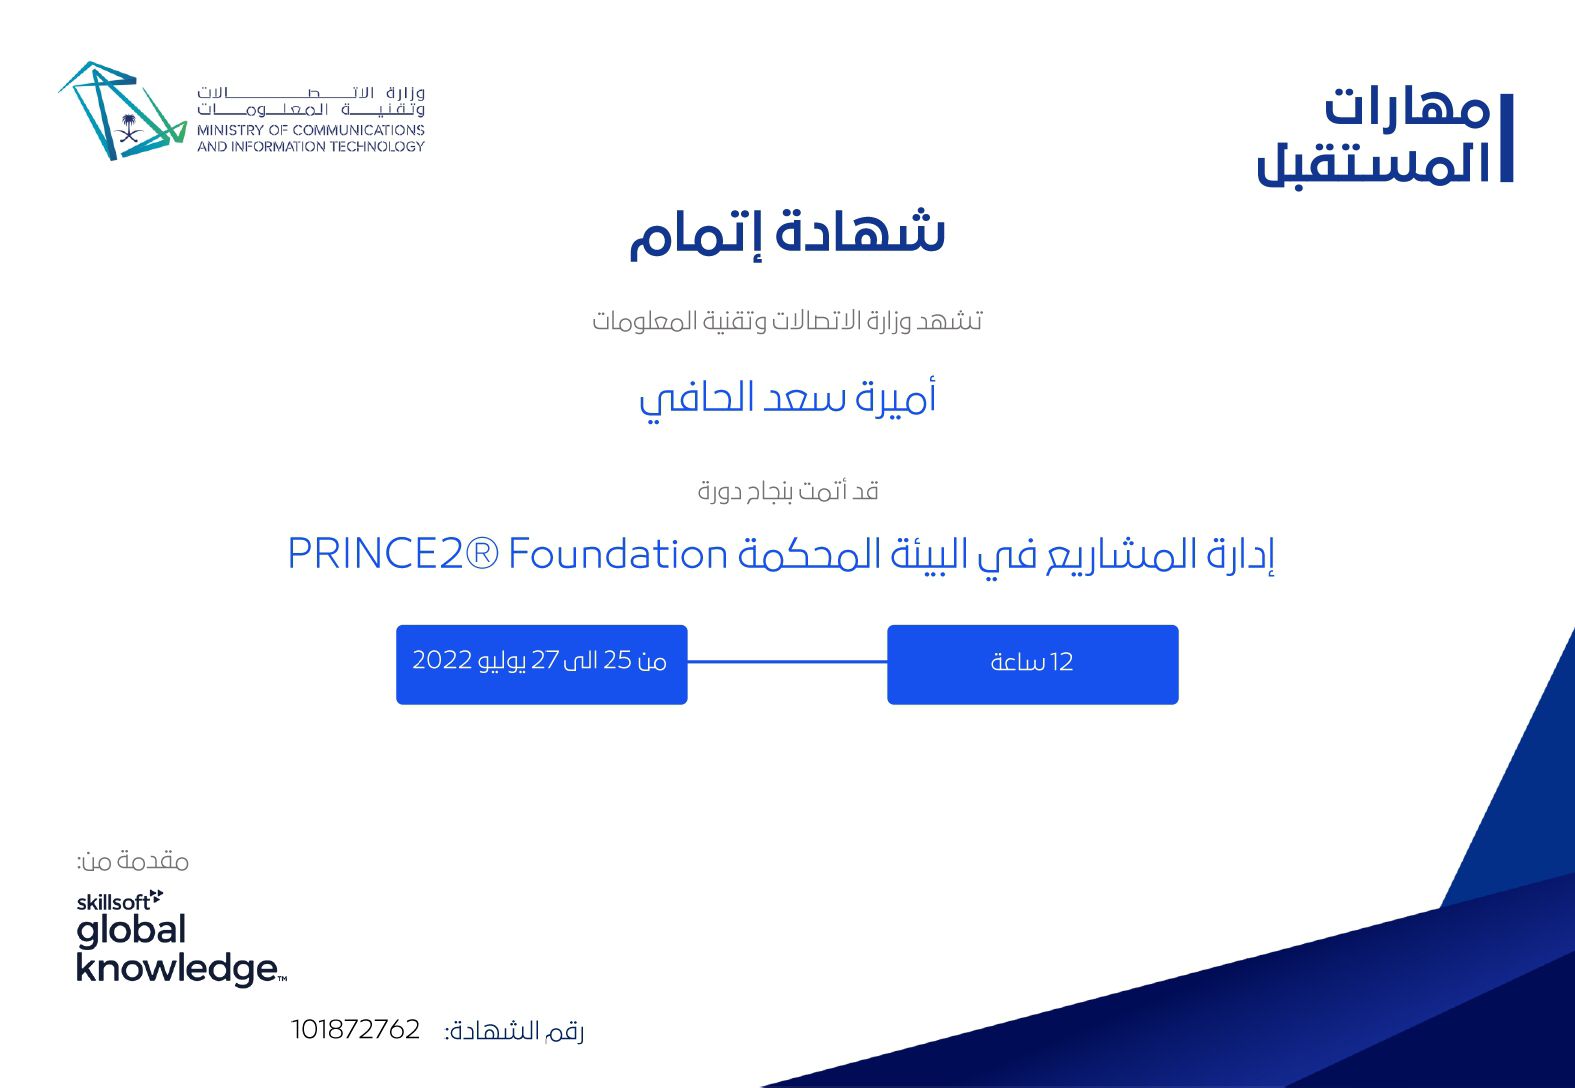 وزارة الاتصالات
وتقنية المعلومات
MINISTRY OF COMMUNICATIONS
AND INFORMATION TECHNOLOGY
مهارات
المستقبل
شهادة إتمام
تشهد وزارة الاتصالات وتقنية المعلومات
أميرة سعد الحافي
قد أتمت بنجاح دورة
إدارة المشاريع في البيئة المحكمة PRINCE2® Foundation
12 ساعة
من 25 الى 27 يوليو 2022
مقدمة من:
skillsoft
global
knowledge™
رقم الشهادة: 101872762